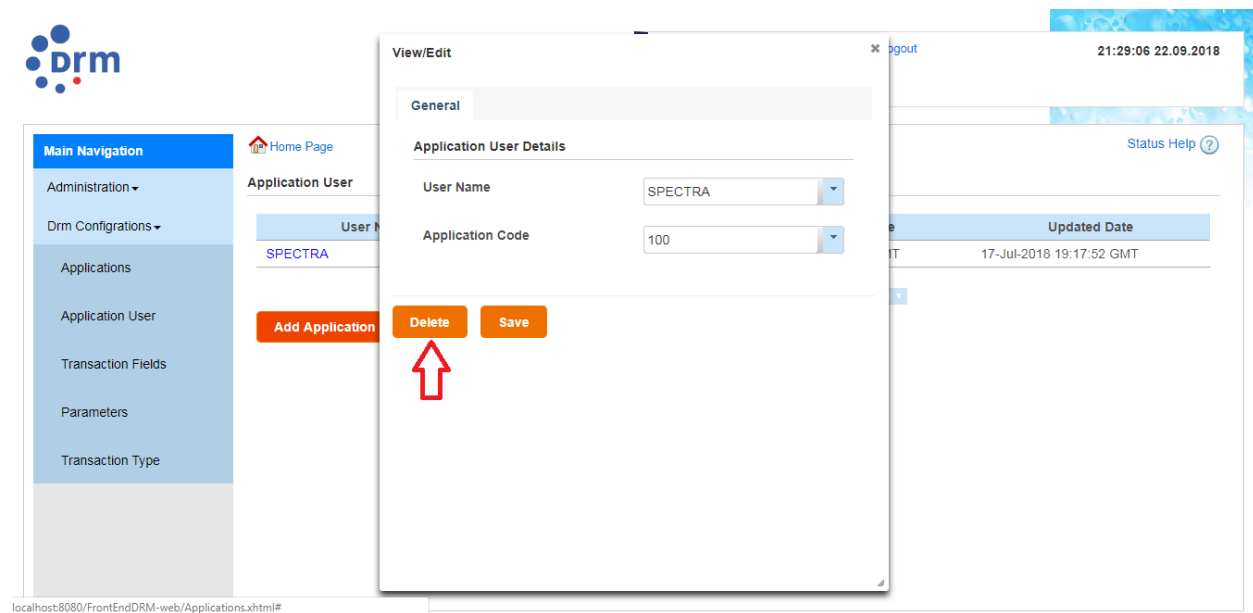 Drm
ogout
21:29:06 22.09.2018
Main Navigation
Administration
Drm Configrations
Applications
Application User
Transaction Fields
Parameters
Transaction Type
Home Page
Status Help ?
Application User
User N
e
Updated Date
SPECTRA
MT
17-Jul-2018 19:17:52 GMT
Add Application
View/Edit
General
Application User Details
User Name
SPECTRA
Application Code
100
Delete
Save
localhost:8080/FrontEndDRM-web/Applications.xhtml#